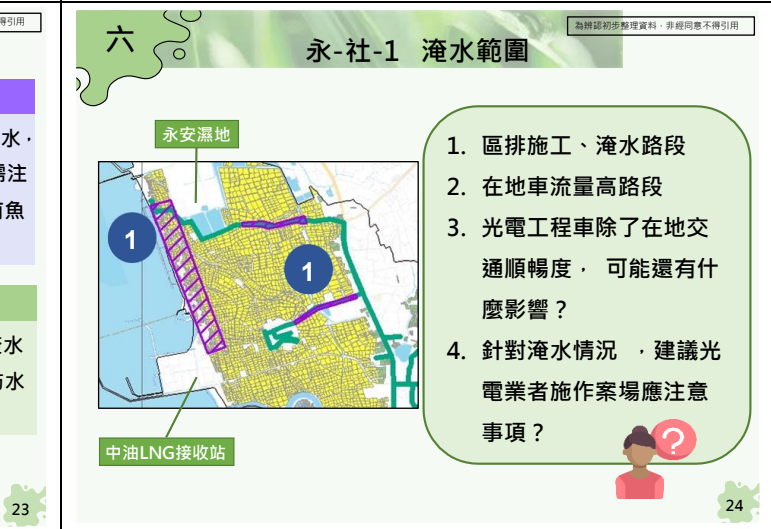 得引用
水，
需注
有魚
水
防水
23
六
永-社-1 淹水範圍
為辨認初步整理資料，非經同意不得引用
永安濕地
1
1
中油LNG接收站
1. 區排施工、淹水路段
2. 在地車流量高路段
3. 光電工程車除了在地交
通順暢度， 可能還有什
麼影響？
4. 針對淹水情況 ，建議光
電業者施作案場應注意
事項？
24